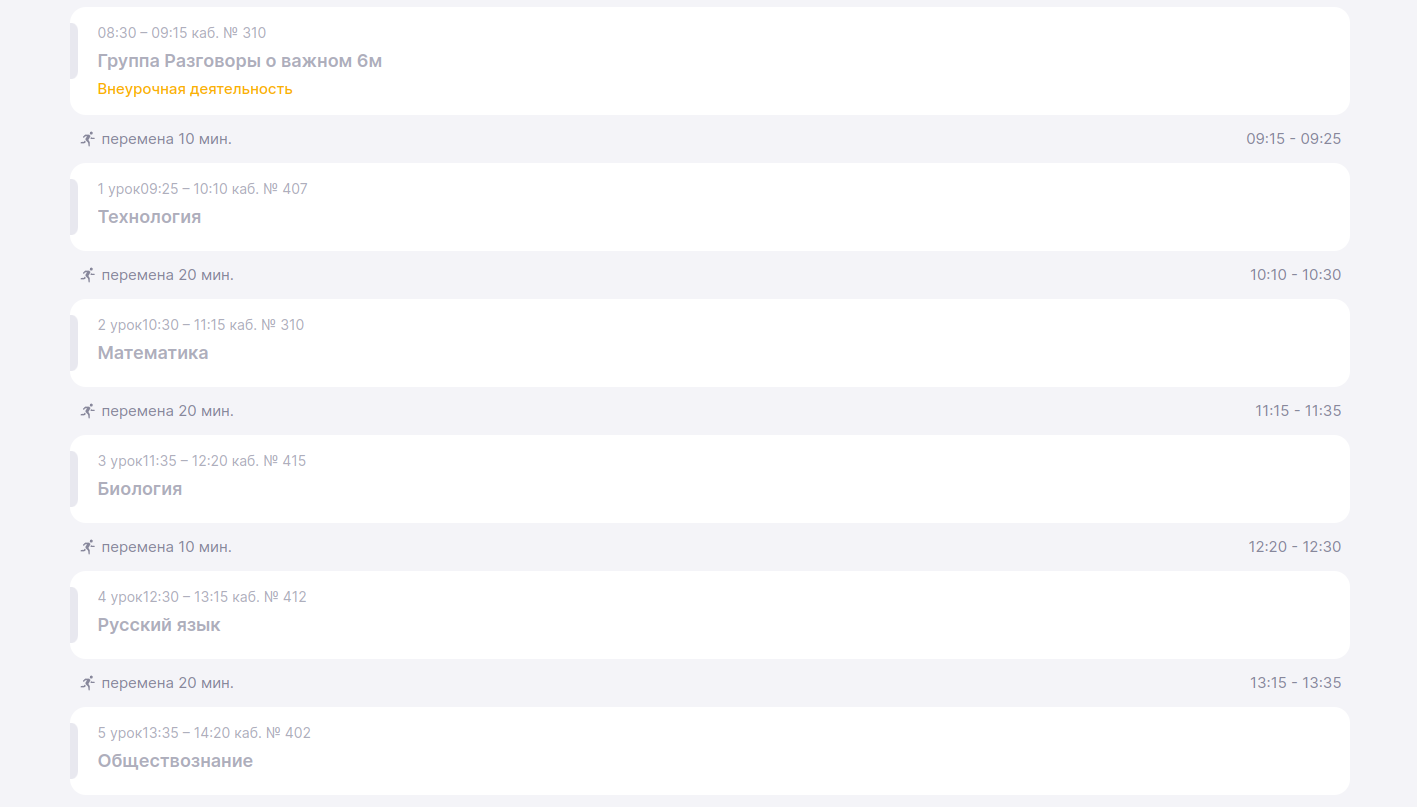 08:30 – 09:15 каб. № 310
Группа Разговоры о важном 6м
Внеурочная деятельность
перемена 10 мин. 09:15 - 09:25
1 урок09:25 – 10:10 каб. № 407
Технология
перемена 20 мин. 10:10 - 10:30
2 урок10:30 – 11:15 каб. № 310
Математика
перемена 20 мин. 11:15 - 11:35
3 урок11:35 – 12:20 каб. № 415
Биология
перемена 10 мин. 12:20 - 12:30
4 урок12:30 – 13:15 каб. № 412
Русский язык
перемена 20 мин. 13:15 - 13:35
5 урок13:35 – 14:20 каб. № 402
Обществознание